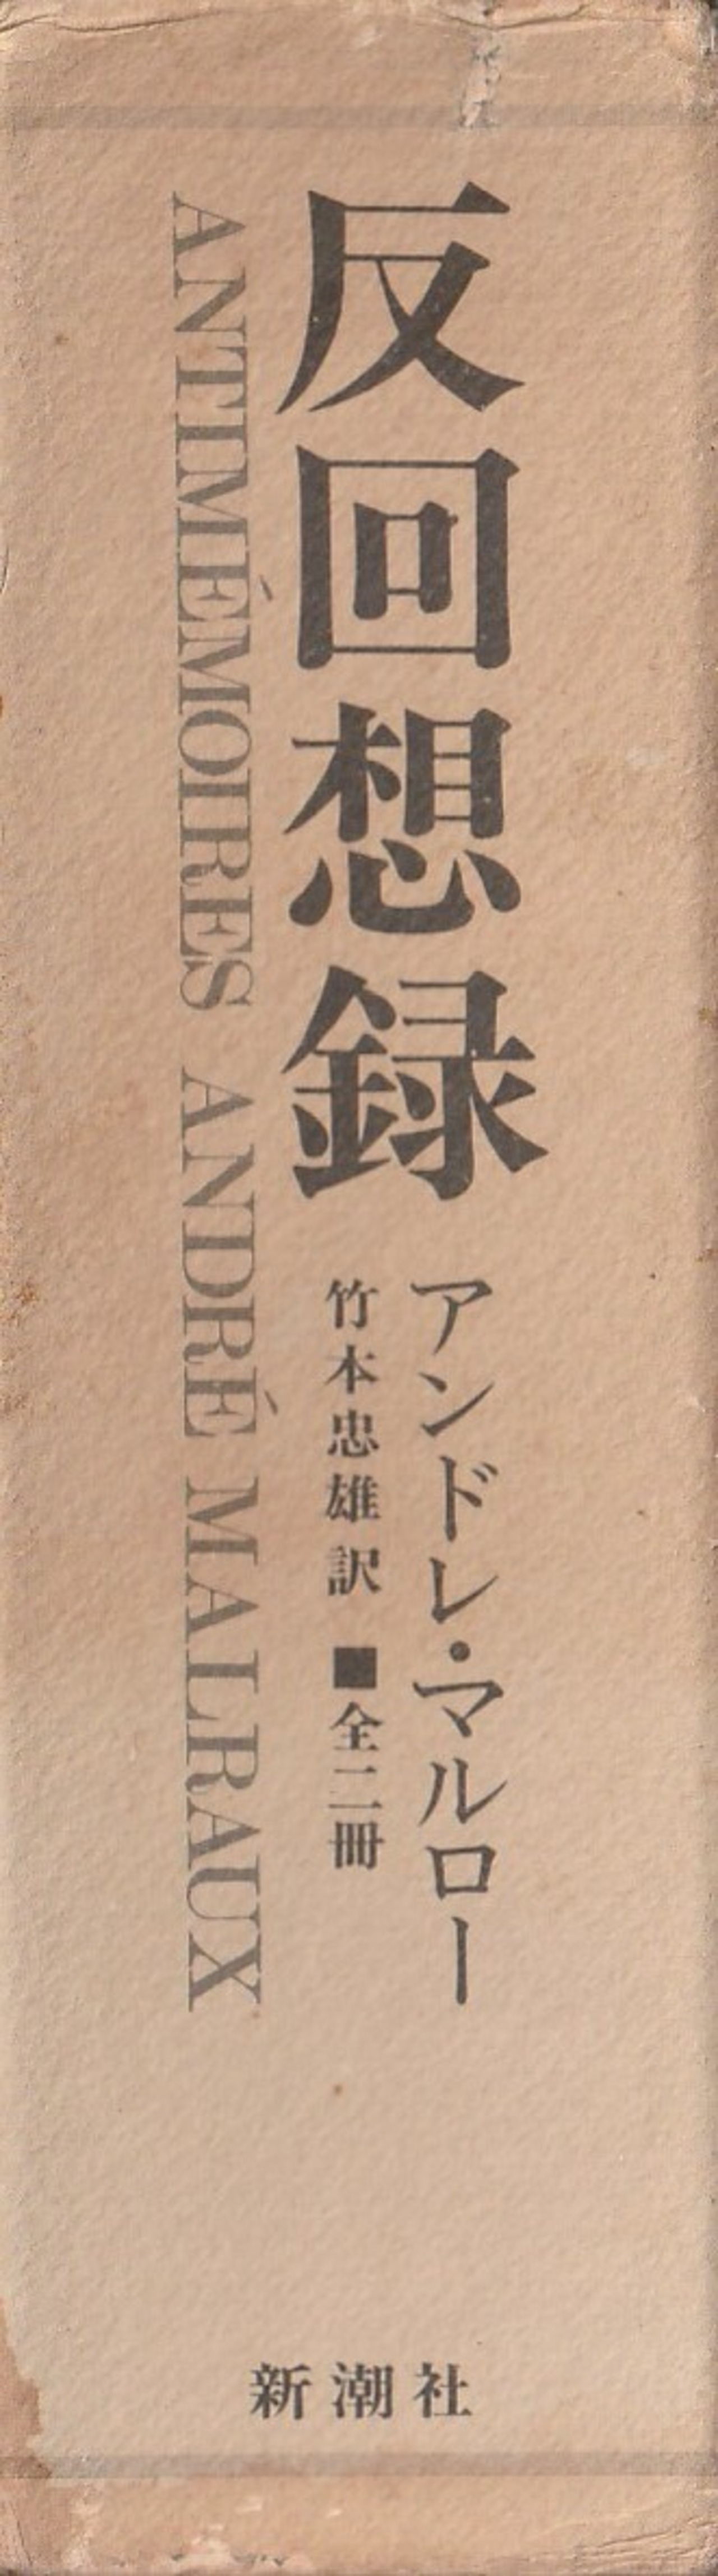 反回想録
アンドレ・マルロー
竹本忠雄訳 ■全二冊
ANTIMÉMOIRES ANDRÉ MALRAUX
新潮社